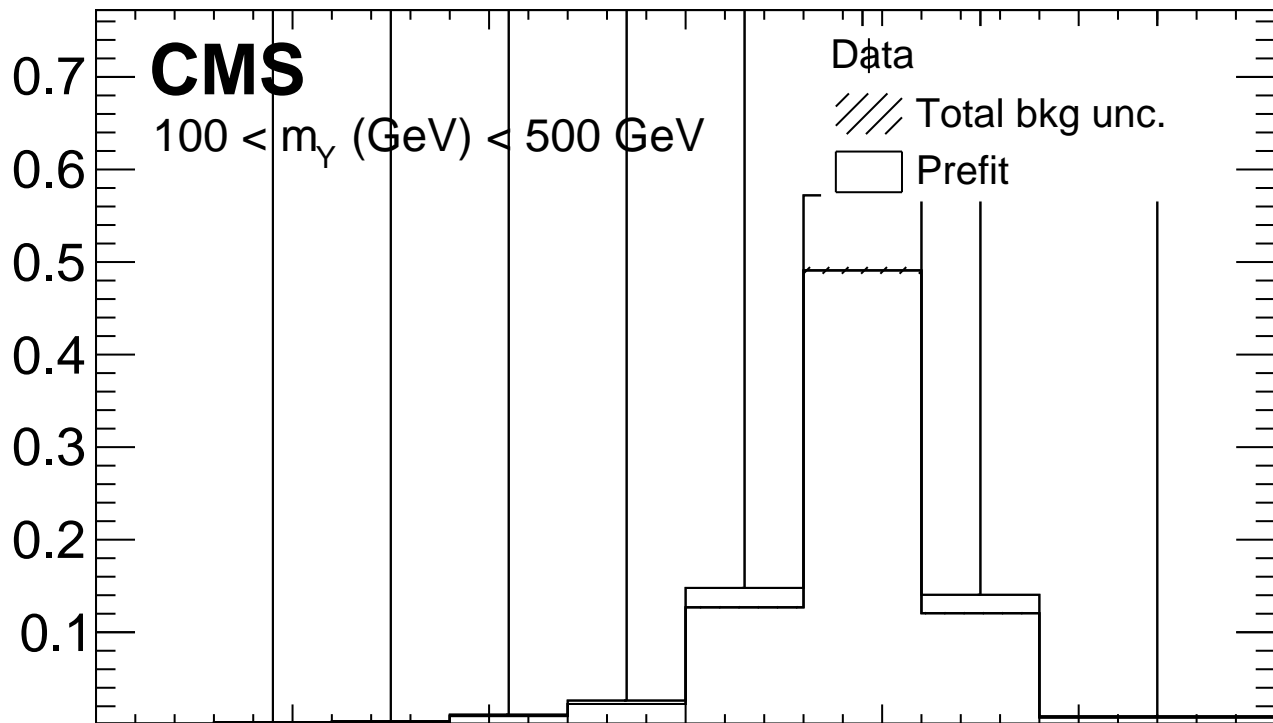 CMS
100 < m_Y (GeV) < 500 GeV
Data
Total bkg unc.
Prefit
0.7
0.6
0.5
0.4
0.3
0.2
0.1